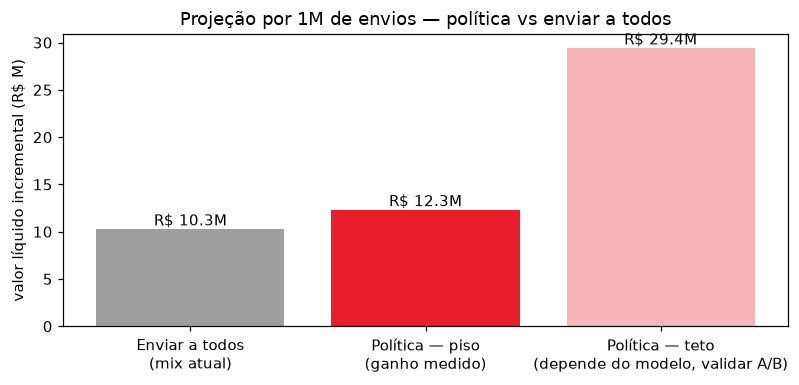 Projeção por 1M de envios — política vs enviar a todos
valor líquido incremental (R$ M)
30
25
20
15
10
5
0
R$ 10.3M
R$ 12.3M
R$ 29.4M
Enviar a todos
(mix atual)
Política — piso
(ganho medido)
Política — teto
(depende do modelo, validar A/B)